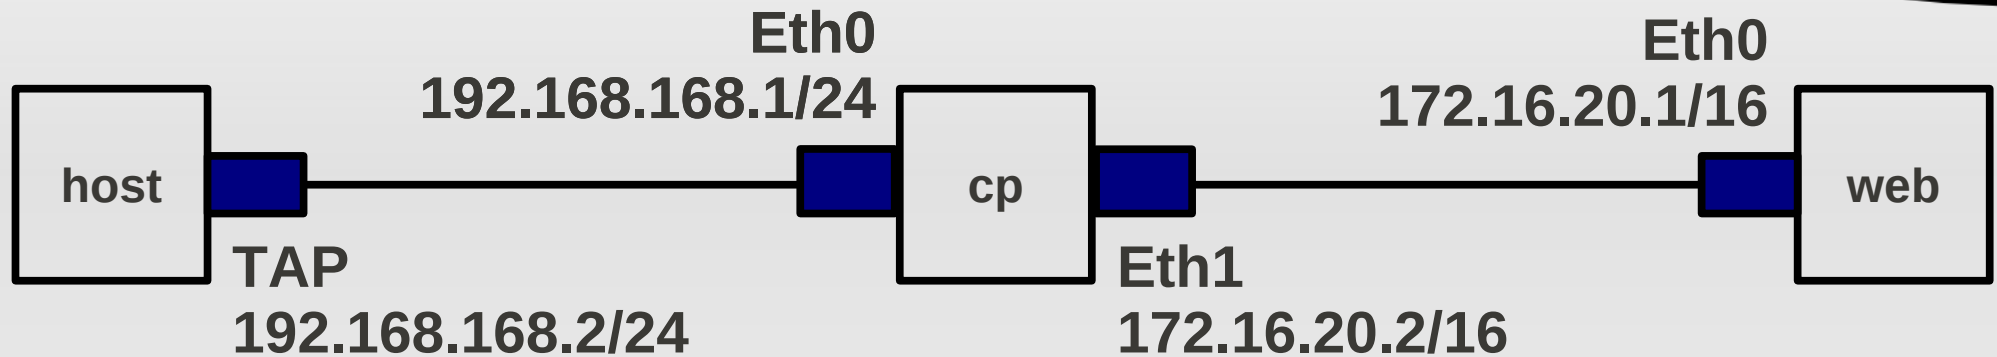 Eth0
192.168.168.1/24
Eth0
172.16.20.1/16
host
cp
web
TAP
192.168.168.2/24
Eth1
172.16.20.2/16